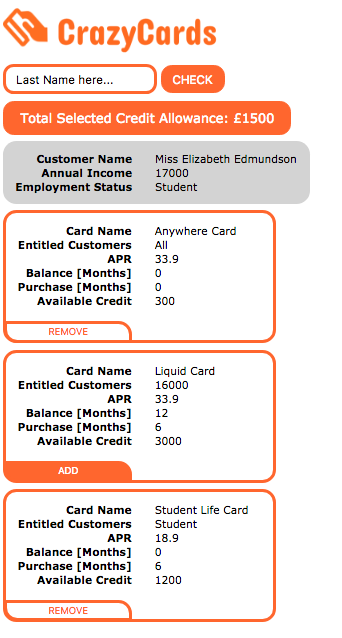 CrazyCards
Last Name here... CHECK
Total Selected Credit Allowance: £1500
Customer Name Miss Elizabeth Edmundson
Annual Income 17000
Employment Status Student
Card Name Anywhere Card
Entitled Customers All
APR 33.9
Balance [Months] 0
Purchase [Months] 0
Available Credit 300
REMOVE
Card Name Liquid Card
Entitled Customers 16000
APR 33.9
Balance [Months] 12
Purchase [Months] 6
Available Credit 3000
ADD
Card Name Student Life Card
Entitled Customers Student
APR 18.9
Balance [Months] 0
Purchase [Months] 6
Available Credit 1200
REMOVE